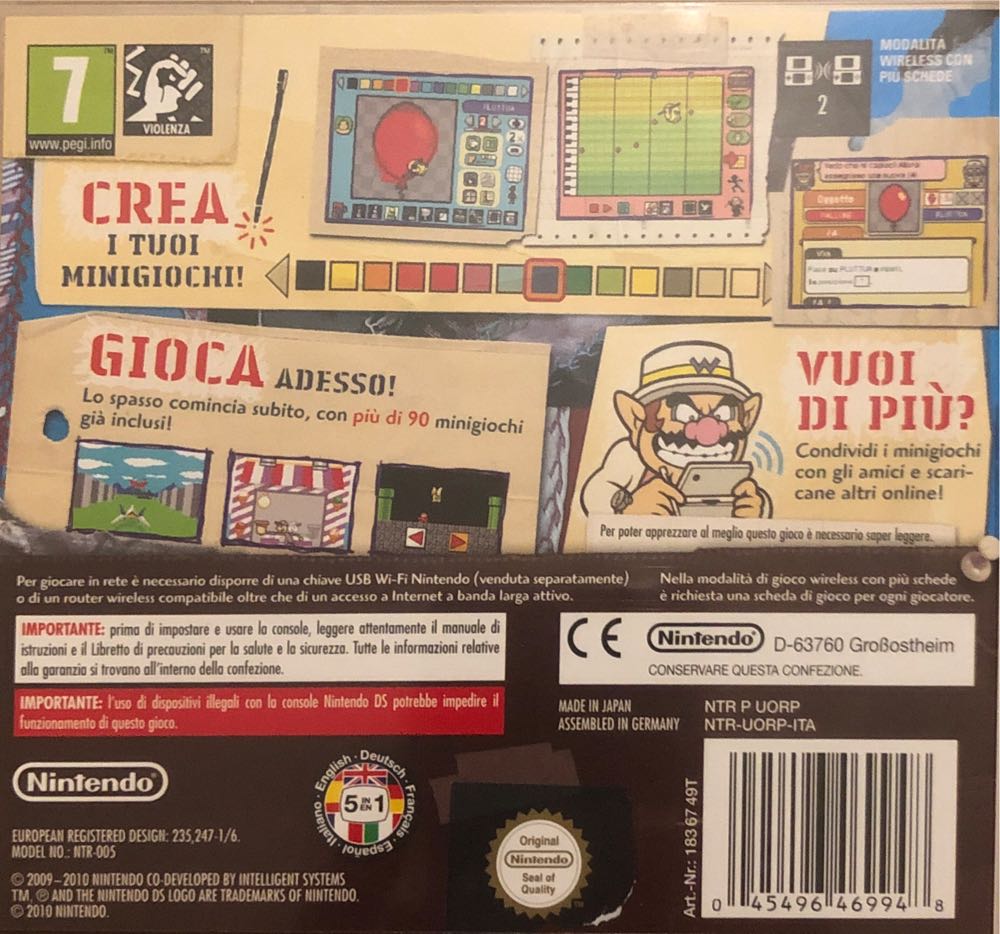 7
VIOLENZA
www.pegi.info
CREA
I TUOI
MINIGIOCHI!
MODALITÀ
WIRELESS CON
PIÙ SCHEDE
2
Oggetto
GIOCA ADESSO!
Lo spasso comincia subito, con più di 90 minigiochi
già inclusi!
W
VUOI
DI PIÙ?
Condividi i minigiochi
con gli amici e scari-
cane altri online!
Per poter apprezzare al meglio questo gioco è necessario saper leggere.
Per giocare in rete è necessario disporre di una chiave USB Wi-Fi Nintendo (venduta separatamente)
o di un router wireless compatibile oltre che di un accesso a Internet a banda larga attivo.
Nella modalità di gioco wireless con più schede
è richiesta una scheda di gioco per ogni giocatore.
IMPORTANTE: prima di impostare e usare la console, leggere attentamente il manuale di
istruzioni e il Libretto di precauzioni per la salute e la sicurezza. Tutte le informazioni relative
alla garanzia si trovano all'interno della confezione.
IMPORTANTE: l'uso di dispositivi illegali con la console Nintendo DS potrebbe impedire il
funzionamento di questo gioco.
CE Nintendo® D-63760 Großostheim
CONSERVARE QUESTA CONFEZIONE.
MADE IN JAPAN
ASSEMBLED IN GERMANY
NTR P UORP
NTR-UORP-ITA
Nintendo®
English · Deutsch · Français · Español · Italiano
5 IN EN 1
EUROPEAN REGISTERED DESIGN: 235,247-1/6.
MODEL NO.: NTR-005
© 2009–2010 NINTENDO CO-DEVELOPED BY INTELLIGENT SYSTEMS
TM, ® AND THE NINTENDO DS LOGO ARE TRADEMARKS OF NINTENDO.
© 2010 NINTENDO.
Original
Nintendo
Seal of
Quality
TM
Art.-Nr.: 183 67 49T
0 45496 46994 8